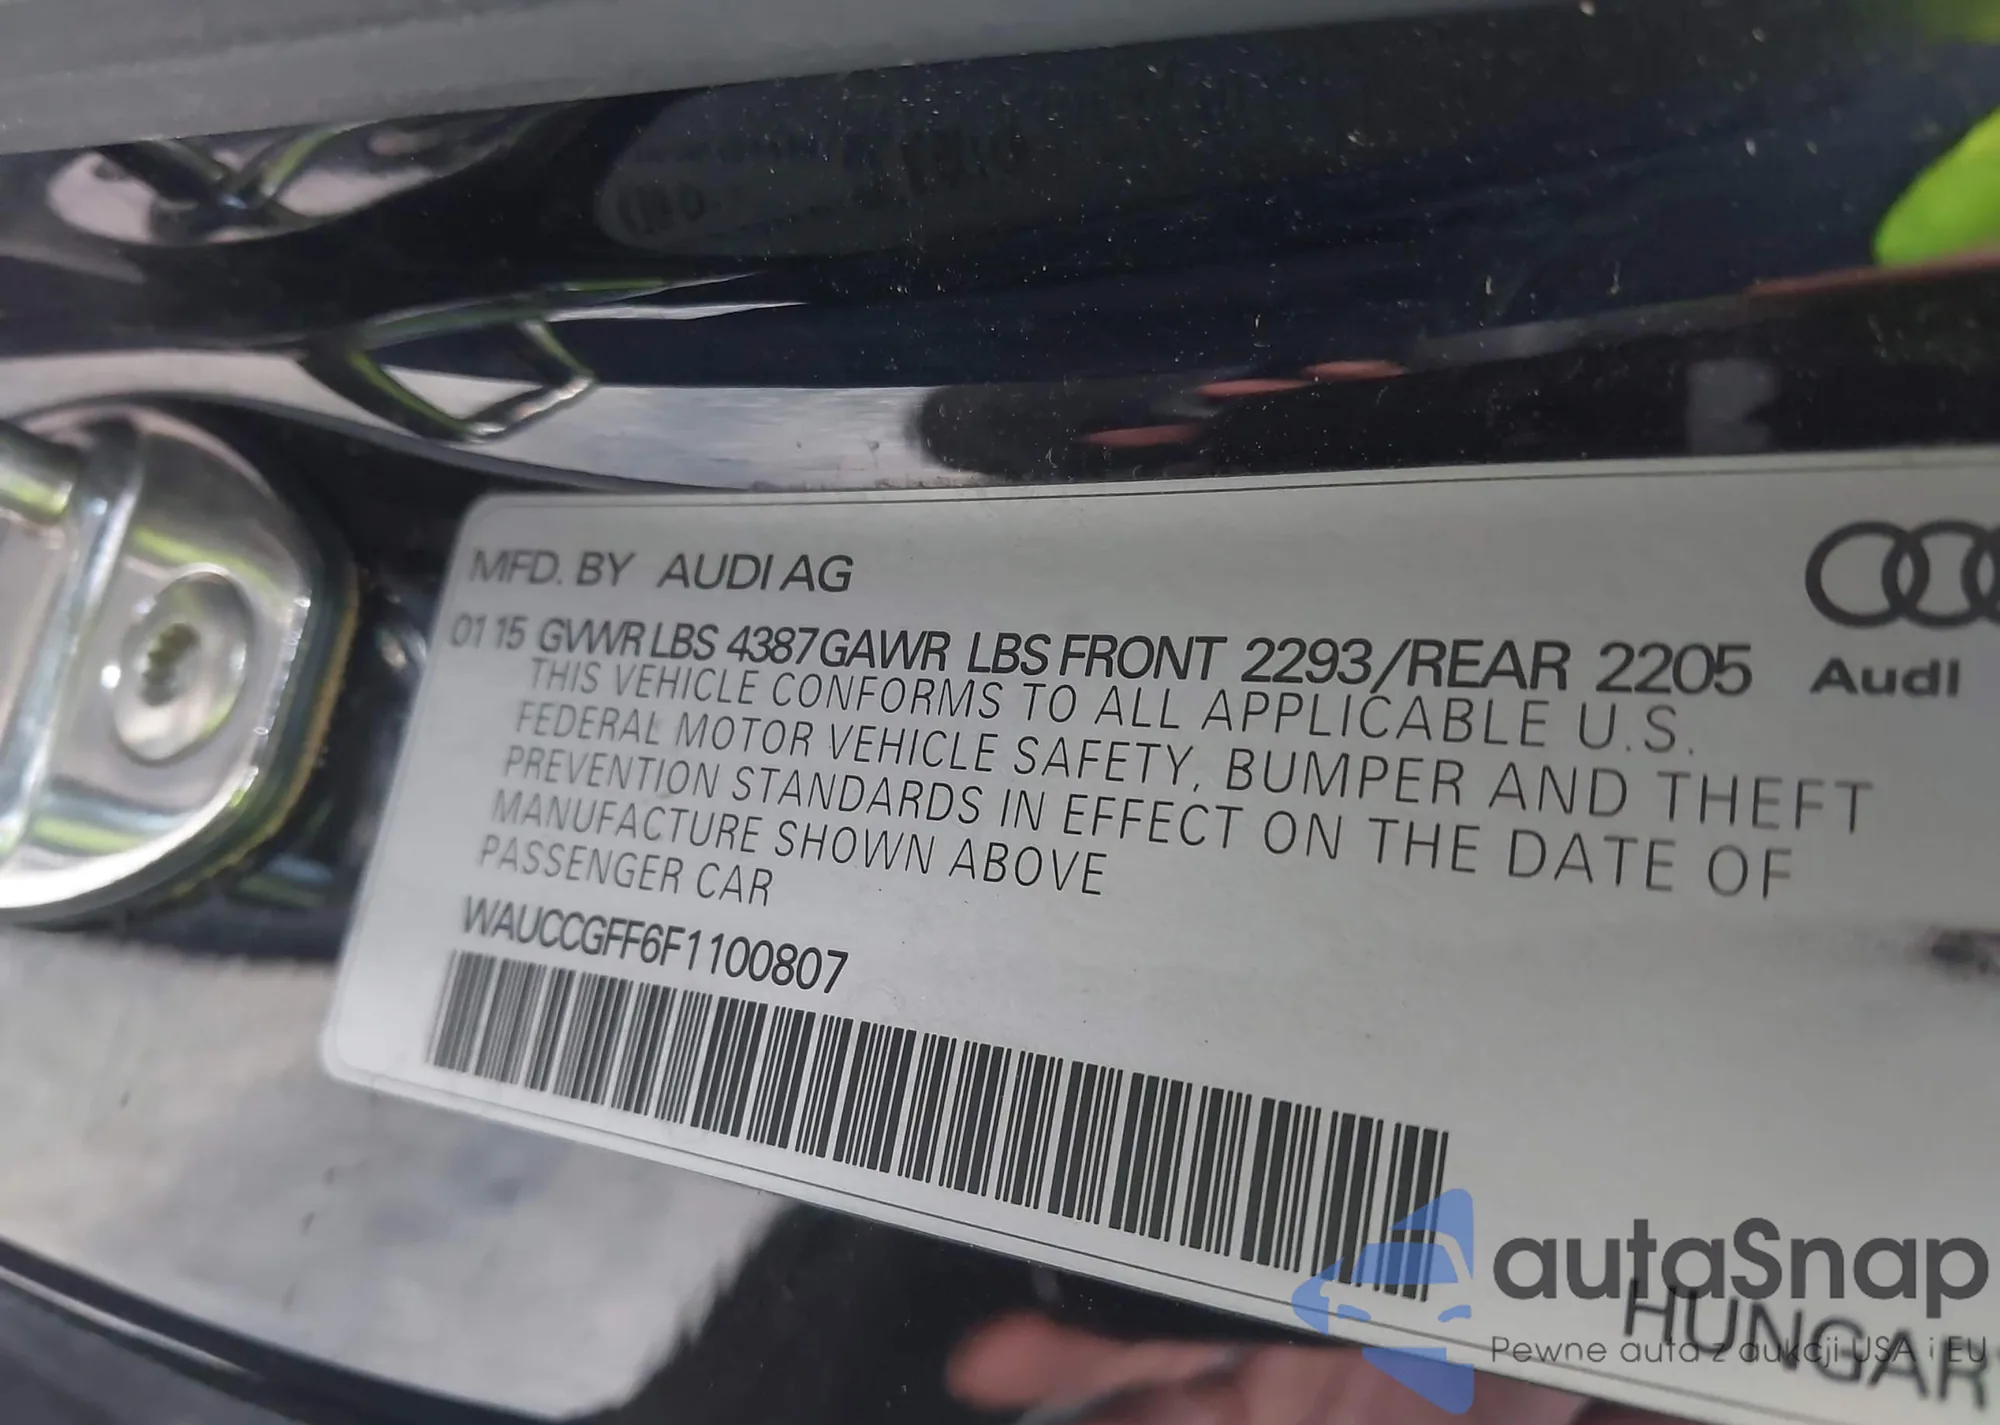 MFD. BY AUDI AG
01 15 GVWR LBS 4387 GAWR LBS FRONT 2293/REAR 2205
Audi
THIS VEHICLE CONFORMS TO ALL APPLICABLE U.S.
FEDERAL MOTOR VEHICLE SAFETY, BUMPER AND THEFT
PREVENTION STANDARDS IN EFFECT ON THE DATE OF
MANUFACTURE SHOWN ABOVE
PASSENGER CAR
WAUCCGFF6F1100807
autaSnap
HUNGAR
Pewne auta z aukcji USA i EU